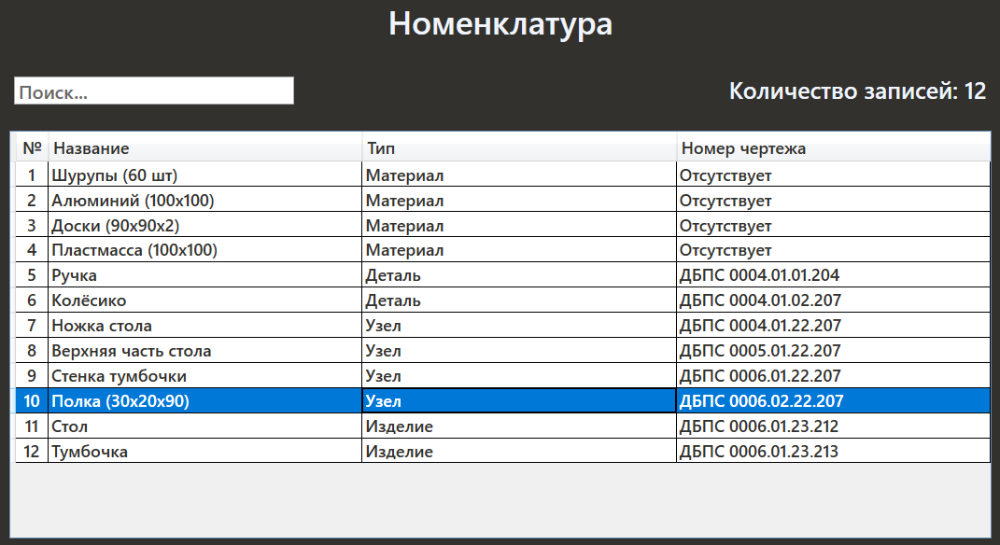 Номенклатура
Поиск...
Количество записей: 12
№ Название Тип Номер чертежа
1 Шурупы (60 шт) Материал Отсутствует
2 Алюминий (100x100) Материал Отсутствует
3 Доски (90x90x2) Материал Отсутствует
4 Пластмасса (100x100) Материал Отсутствует
5 Ручка Деталь ДБПС 0004.01.01.204
6 Колёсико Деталь ДБПС 0004.01.02.207
7 Ножка стола Узел ДБПС 0004.01.22.207
8 Верхняя часть стола Узел ДБПС 0005.01.22.207
9 Стенка тумбочки Узел ДБПС 0006.01.22.207
10 Полка (30x20x90) Узел ДБПС 0006.02.22.207
11 Стол Изделие ДБПС 0006.01.23.212
12 Тумбочка Изделие ДБПС 0006.01.23.213